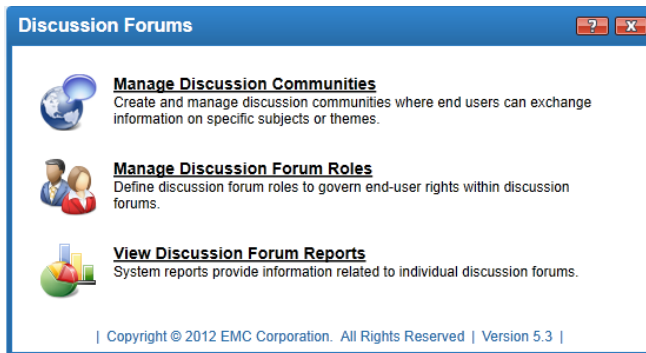 Discussion Forums
? X
Manage Discussion Communities
Create and manage discussion communities where end users can exchange
information on specific subjects or themes.
Manage Discussion Forum Roles
Define discussion forum roles to govern end-user rights within discussion
forums.
View Discussion Forum Reports
System reports provide information related to individual discussion forums.
| Copyright © 2012 EMC Corporation. All Rights Reserved | Version 5.3 |